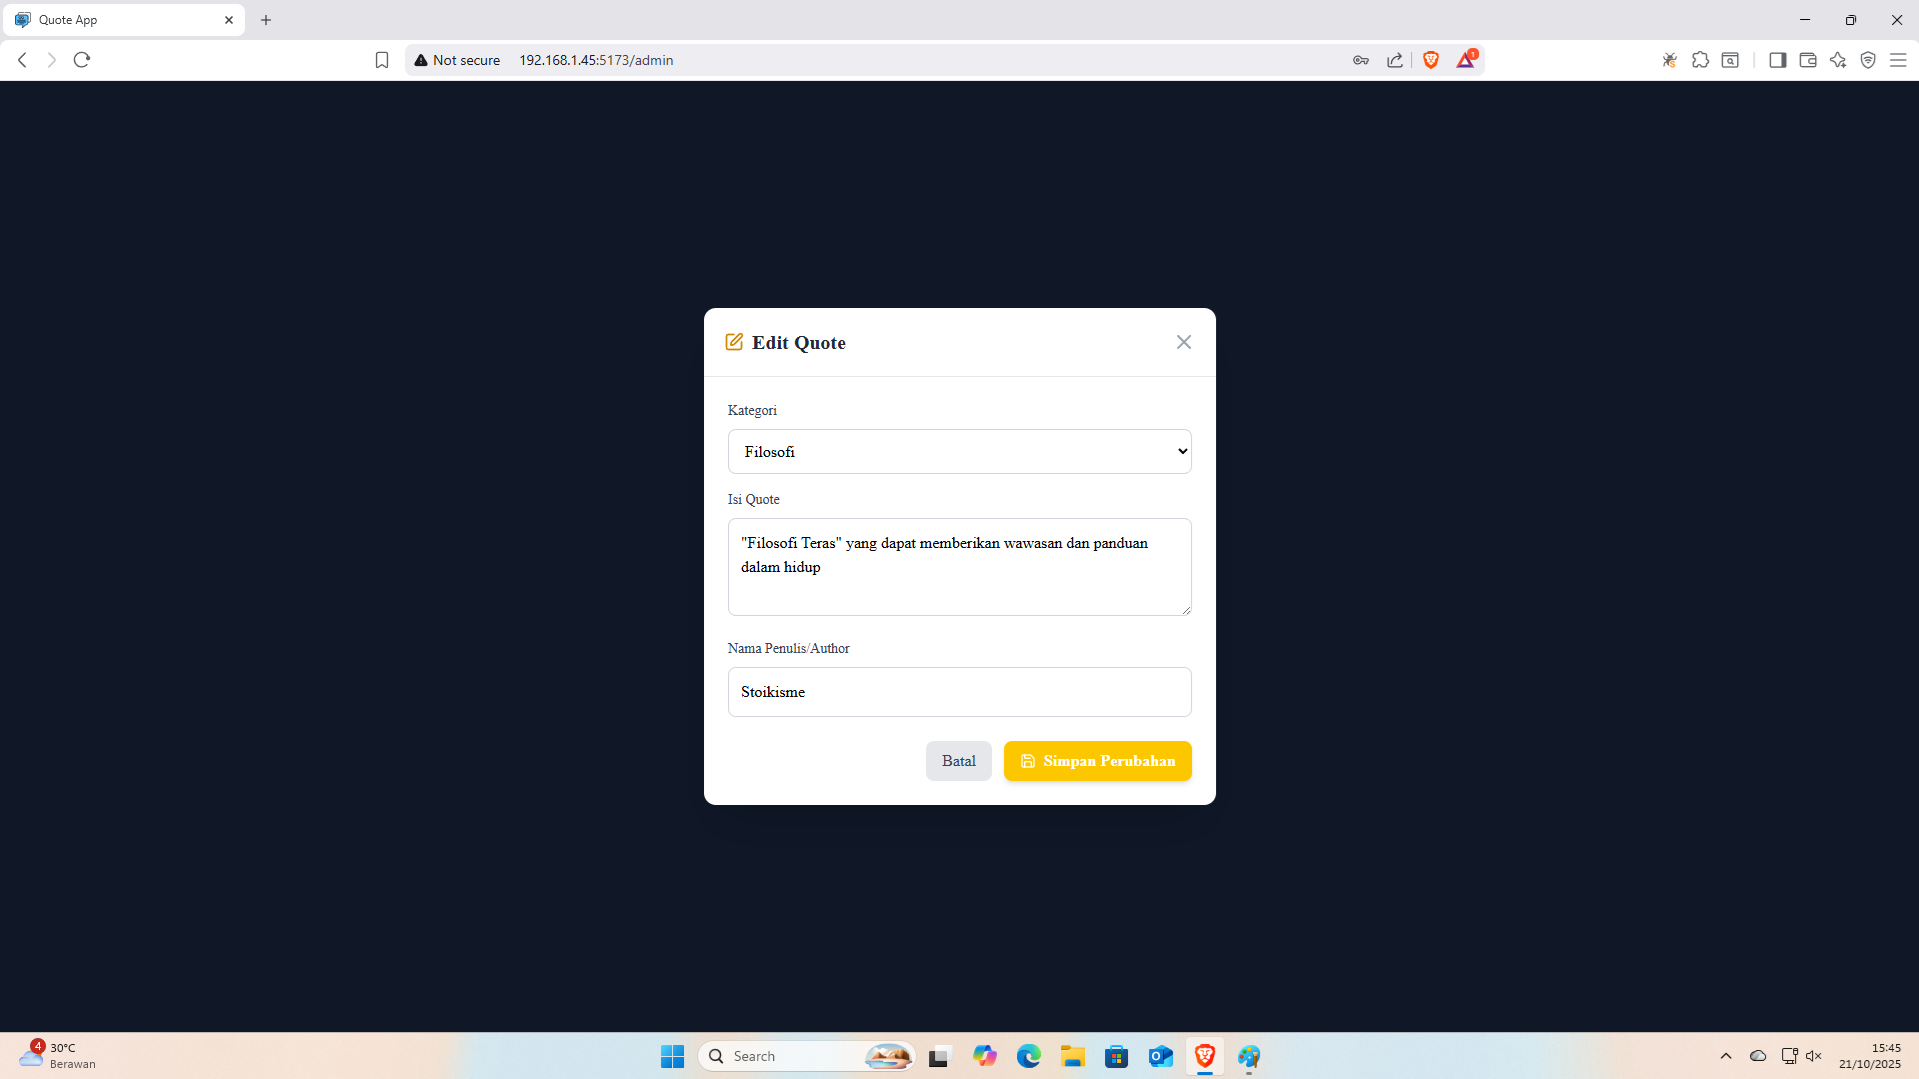 Quote App
Not secure 192.168.1.45:5173/admin
1
Edit Quote
Kategori
Filosofi
Isi Quote
"Filosofi Teras" yang dapat memberikan wawasan dan panduan
dalam hidup
Nama Penulis/Author
Stoikisme
Batal
Simpan Perubahan
4
30°C
Berawan
Search
15:45
21/10/2025